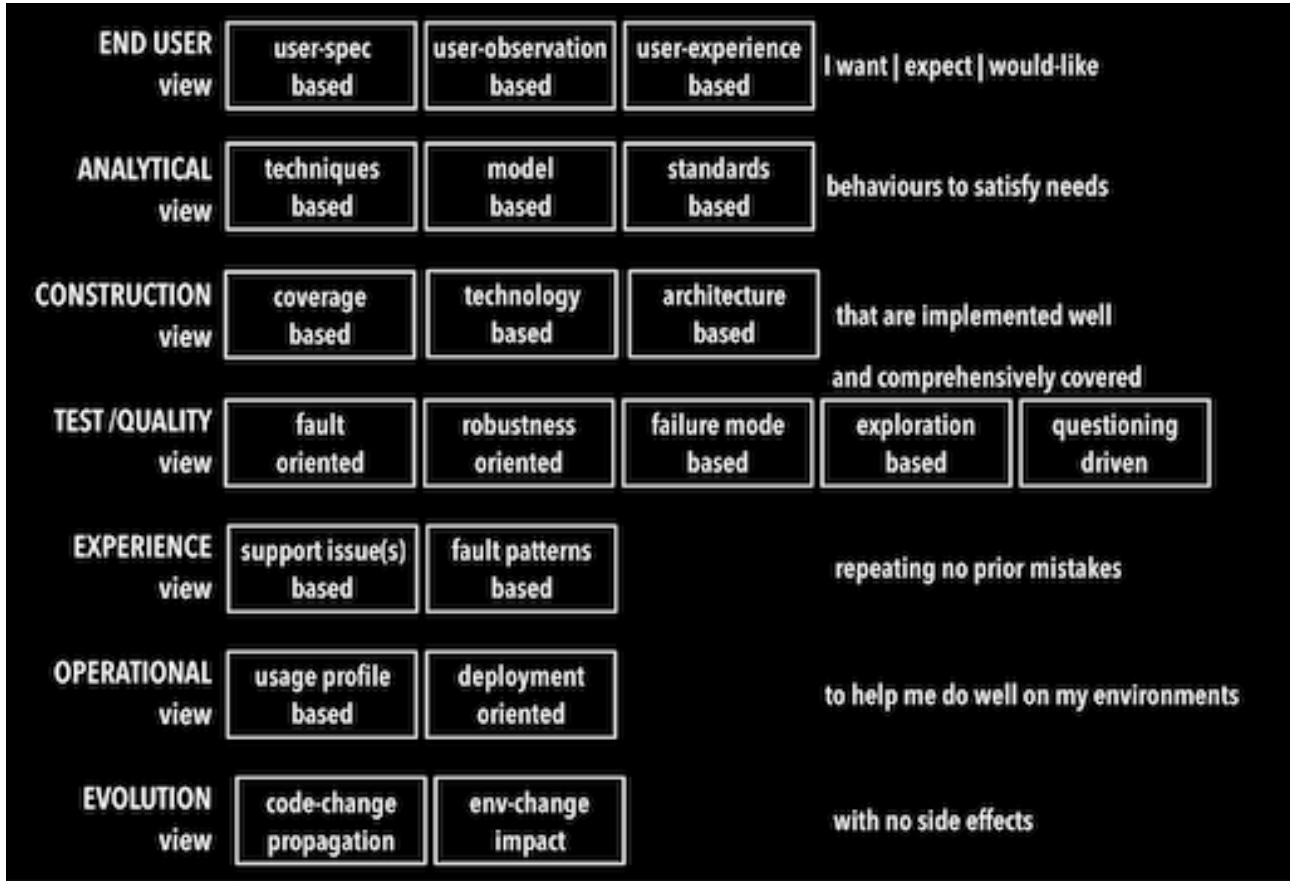 END USER
view
user-spec
based
user-observation
based
user-experience
based
I want | expect | would-like
ANALYTICAL
view
techniques
based
model
based
standards
based
behaviours to satisfy needs
CONSTRUCTION
view
coverage
based
technology
based
architecture
based
that are implemented well
and comprehensively covered
TEST /QUALITY
view
fault
oriented
robustness
oriented
failure mode
based
exploration
based
questioning
driven
EXPERIENCE
view
support issue(s)
based
fault patterns
based
repeating no prior mistakes
OPERATIONAL
view
usage profile
based
deployment
oriented
to help me do well on my environments
EVOLUTION
view
code-change
propagation
env-change
impact
with no side effects